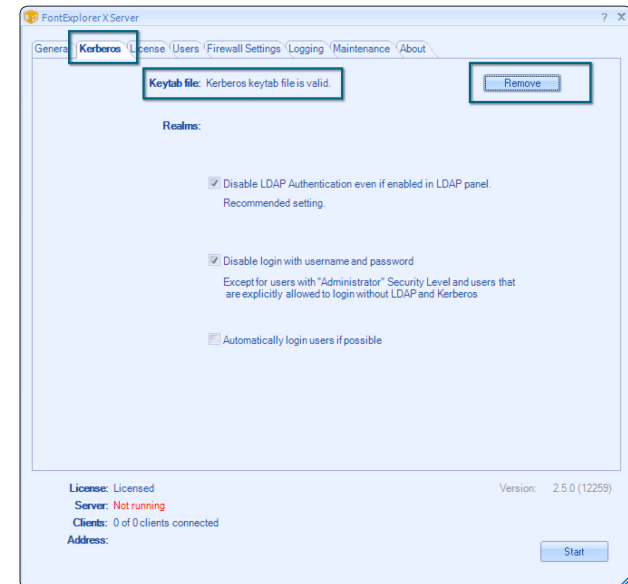 FontExplorer X Server
? X
General Kerberos License Users Firewall Settings Logging Maintenance About
Keytab file: Kerberos keytab file is valid.
Remove
Realms:
Disable LDAP Authentication even if enabled in LDAP panel.
Recommended setting.
Disable login with username and password
Except for users with "Administrator" Security Level and users that
are explicitly allowed to login without LDAP and Kerberos
Automatically login users if possible
License: Licensed
Version: 2.5.0 (12259)
Server: Not running
Clients: 0 of 0 clients connected
Address:
Start